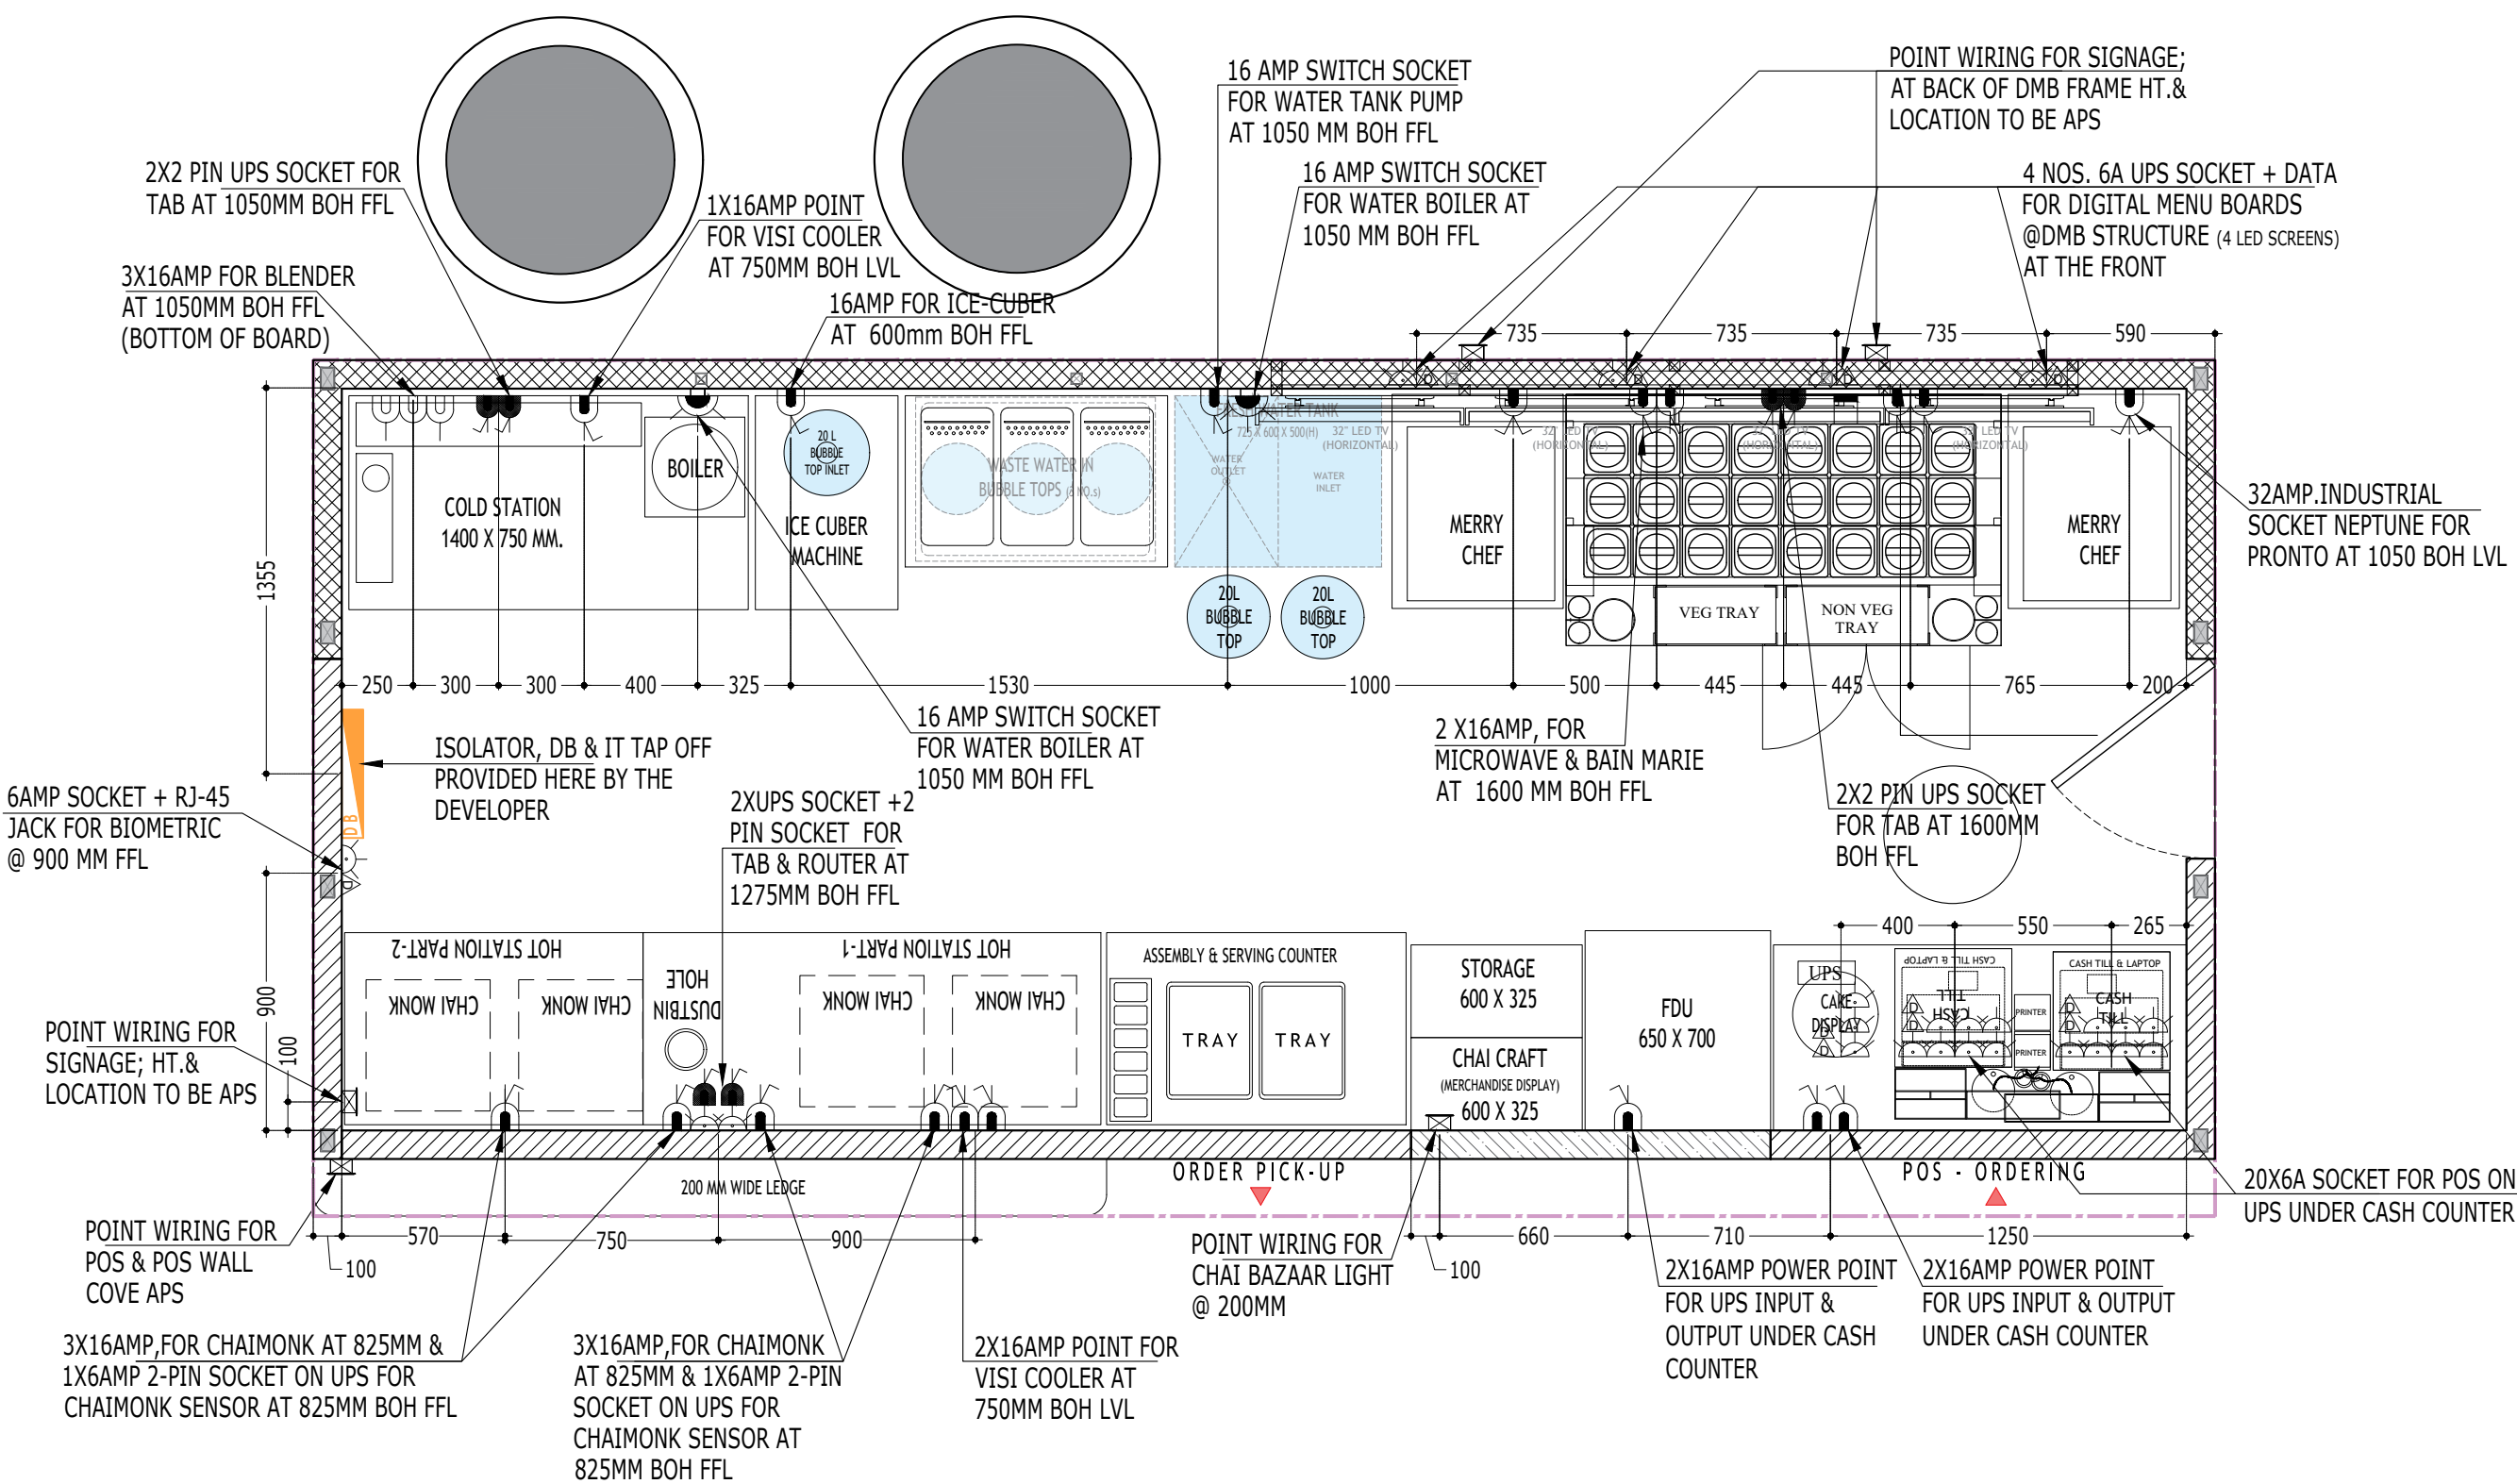 16 AMP SWITCH SOCKET
FOR WATER TANK PUMP
AT 1050 MM BOH FFL
POINT WIRING FOR SIGNAGE;
AT BACK OF DMB FRAME HT.&
LOCATION TO BE APS
2X2 PIN UPS SOCKET FOR
TAB AT 1050MM BOH FFL
1X16AMP POINT
FOR VISI COOLER
AT 750MM BOH LVL
16 AMP SWITCH SOCKET
FOR WATER BOILER AT
1050 MM BOH FFL
4 NOS. 6A UPS SOCKET + DATA
FOR DIGITAL MENU BOARDS
@DMB STRUCTURE (4 LED SCREENS)
AT THE FRONT
3X16AMP FOR BLENDER
AT 1050MM BOH FFL
(BOTTOM OF BOARD)
16AMP FOR ICE-CUBER
AT 600mm BOH FFL
735
735
735
590
D
D
D
D
WATER TANK
725 X 600 X 500(H)
32" LED TV
(HORIZONTAL)
32" LED TV
(HORIZONTAL)
(HORIZONTAL)
32" LED TV
(HORIZONTAL)
20 L
BUBBLE
TOP INLET
BOILER
WASTE WATER IN
BUBBLE TOPS
WATER
OUTLET
WATER
INLET
COLD STATION
1400 X 750 MM.
ICE CUBER
MACHINE
MERRY
CHEF
MERRY
CHEF
32AMP.INDUSTRIAL
SOCKET NEPTUNE FOR
PRONTO AT 1050 BOH LVL
1355
20L
BUBBLE
TOP
20L
BUBBLE
TOP
VEG TRAY
NON VEG
TRAY
250
300
300
400
325
1530
1000
500
445
445
765
200
ISOLATOR, DB & IT TAP OFF
PROVIDED HERE BY THE
DEVELOPER
DB
16 AMP SWITCH SOCKET
FOR WATER BOILER AT
1050 MM BOH FFL
2 X16AMP, FOR
MICROWAVE & BAIN MARIE
AT 1600 MM BOH FFL
2X2 PIN UPS SOCKET
FOR TAB AT 1600MM
BOH FFL
6AMP SOCKET + RJ-45
JACK FOR BIOMETRIC
@ 900 MM FFL
D
2XUPS SOCKET +2
PIN SOCKET FOR
TAB & ROUTER AT
1275MM BOH FFL
400
550
265
HOT STATION PART-2
CHAI MONK
CHAI MONK
DUSTBIN
HOLE
HOT STATION PART-1
CHAI MONK
CHAI MONK
ASSEMBLY & SERVING COUNTER
TRAY
TRAY
STORAGE
600 X 325
CHAI CRAFT
(MERCHANDISE DISPLAY)
600 X 325
FDU
650 X 700
UPS
CAKE
DISPLAY
D
D
CASH TILL & LAPTOP
CASH
TILL
D
D
PRINTER
PRINTER
CASH TILL & LAPTOP
CASH
TILL
D
D
900
100
POINT WIRING FOR
SIGNAGE; HT.&
LOCATION TO BE APS
200 MM WIDE LEDGE
ORDER PICK-UP
POS - ORDERING
20X6A SOCKET FOR POS ON
UPS UNDER CASH COUNTER
POINT WIRING FOR
POS & POS WALL
COVE APS
100
570
750
900
POINT WIRING FOR
CHAI BAZAAR LIGHT
@ 200MM
100
660
710
1250
2X16AMP POWER POINT
FOR UPS INPUT &
OUTPUT UNDER CASH
COUNTER
2X16AMP POWER POINT
FOR UPS INPUT & OUTPUT
UNDER CASH COUNTER
3X16AMP,FOR CHAIMONK AT 825MM &
1X6AMP 2-PIN SOCKET ON UPS FOR
CHAIMONK SENSOR AT 825MM BOH FFL
3X16AMP,FOR CHAIMONK
AT 825MM & 1X6AMP 2-PIN
SOCKET ON UPS FOR
CHAIMONK SENSOR AT
825MM BOH FFL
2X16AMP POINT FOR
VISI COOLER AT
750MM BOH LVL